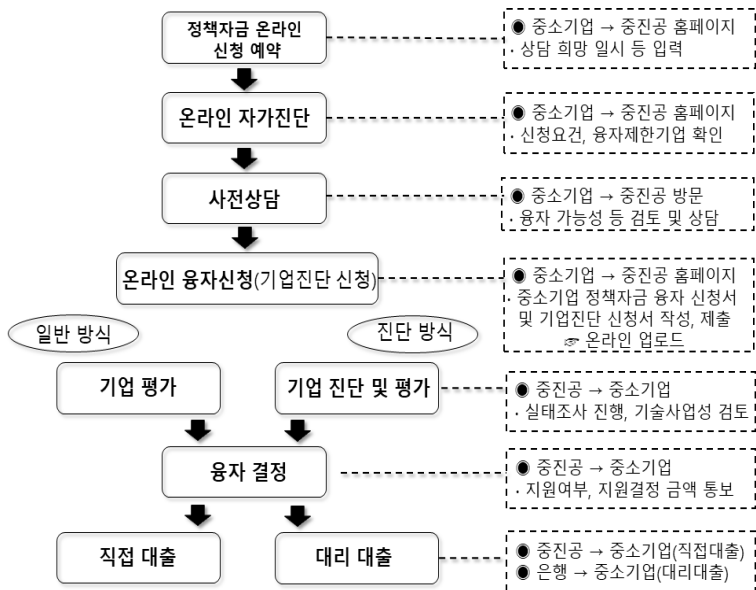 정책자금 온라인
신청 예약
◉ 중소기업 → 중진공 홈페이지
· 상담 희망 일시 등 입력
온라인 자가진단
◉ 중소기업 → 중진공 홈페이지
· 신청요건, 융자제한기업 확인
사전상담
◉ 중소기업 → 중진공 방문
· 융자 가능성 등 검토 및 상담
온라인 융자신청(기업진단 신청)
◉ 중소기업 → 중진공 홈페이지
· 중소기업 정책자금 융자 신청서
및 기업진단 신청서 작성, 제출
☞ 온라인 업로드
일반 방식
진단 방식
기업 평가
기업 진단 및 평가
◉ 중진공 → 중소기업
· 실태조사 진행, 기술사업성 검토
융자 결정
◉ 중진공 → 중소기업
· 지원여부, 지원결정 금액 통보
직접 대출
대리 대출
◉ 중진공 → 중소기업(직접대출)
◉ 은행 → 중소기업(대리대출)